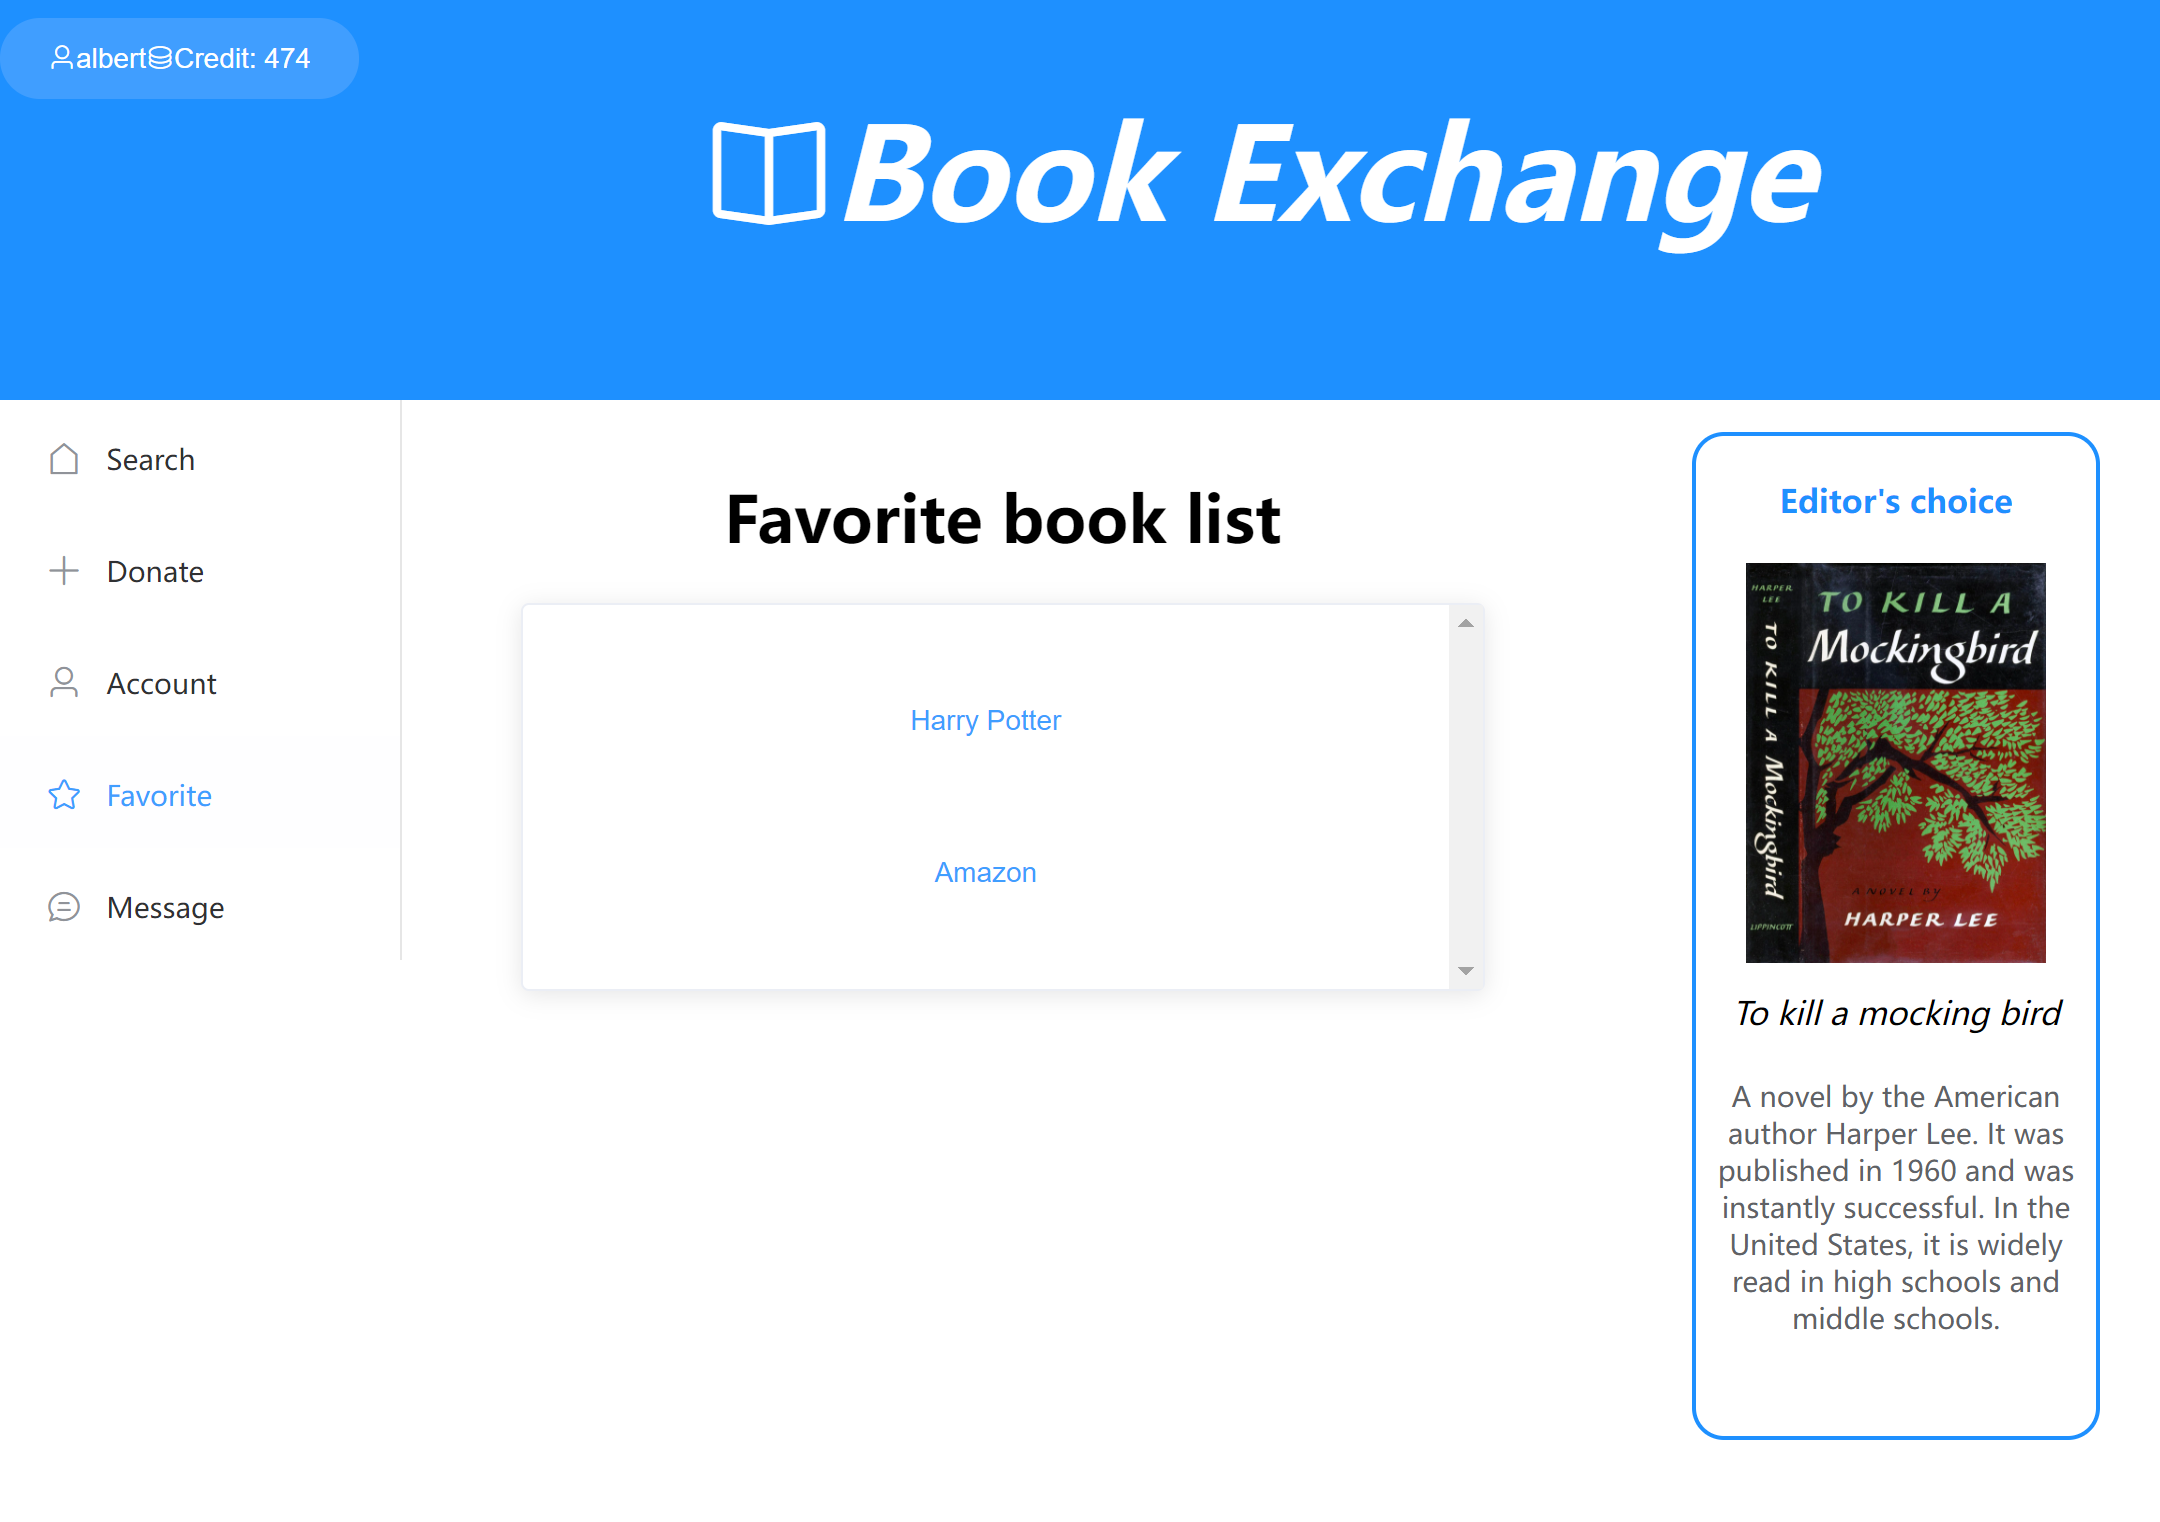 albert Credit: 474
Book Exchange
Search
Donate
Account
Favorite
Message
Favorite book list
Harry Potter
Amazon
Editor's choice
HARPER
LEE
TO KILL A Mockingbird
LIPPINCOTT
TO KILL A
Mockingbird
A NOVEL BY
HARPER LEE
To kill a mocking bird
A novel by the American
author Harper Lee. It was
published in 1960 and was
instantly successful. In the
United States, it is widely
read in high schools and
middle schools.